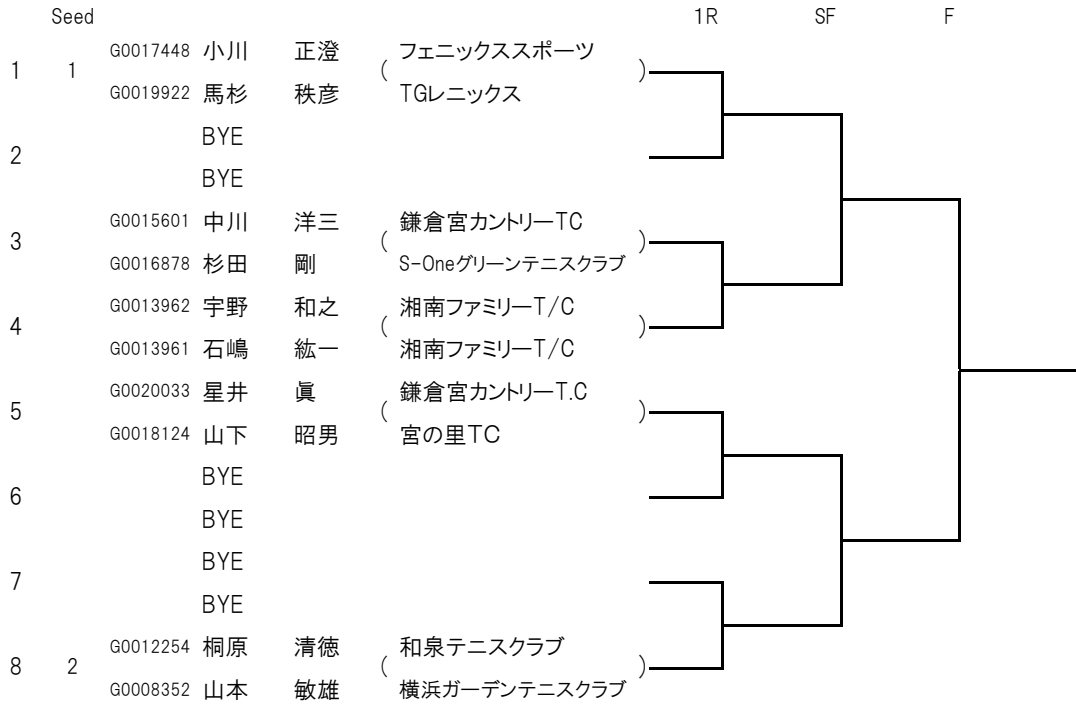 Seed 1R SF F
G0017448 小川 正澄 フェニックススポーツ
1 1 ( )
G0019922 馬杉 秩彦 TGレニックス
BYE
2
BYE
G0015601 中川 洋三 鎌倉宮カントリーTC
3 ( )
G0016878 杉田 剛 S-Oneグリーンテニスクラブ
G0013962 宇野 和之 湘南ファミリーT/C
4 ( )
G0013961 石嶋 紘一 湘南ファミリーT/C
G0020033 星井 眞 鎌倉宮カントリーT.C
5 ( )
G0018124 山下 昭男 宮の里TC
BYE
6
BYE
BYE
7
BYE
G0012254 桐原 清徳 和泉テニスクラブ
8 2 ( )
G0008352 山本 敏雄 横浜ガーデンテニスクラブ